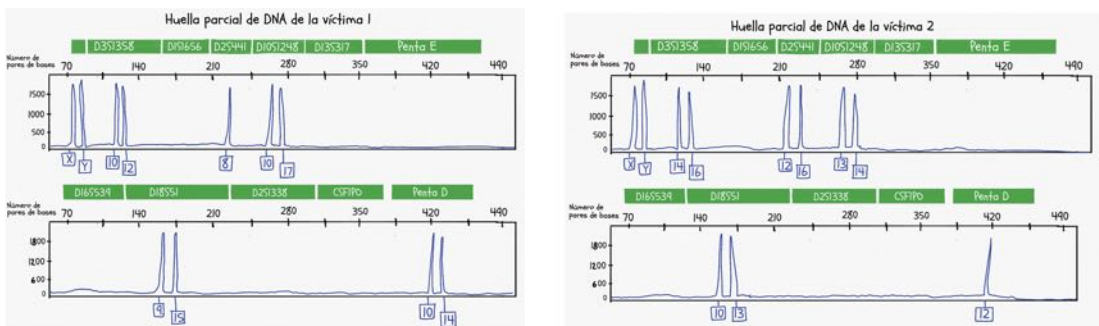 Huella parcial de DNA de la víctima 1
D3S1358 D1S1656 D2S441 D10S1248 D13S317 Penta E
Número de
pares de bases
70 140 210 280 350 420 490
1500
1000
500
0
X Y 10 12 8 10 17
D16S539 D18S51 D2S1338 CSF1PO Penta D
Número de
pares de bases
70 140 210 280 350 420 490
1800
1200
600
0
9 15 10 14
Huella parcial de DNA de la víctima 2
D3S1358 D1S1656 D2S441 D10S1248 D13S317 Penta E
Número de
pares de bases
70 140 210 280 350 420 490
1500
1000
500
0
X Y 14 16 12 16 13 14
D16S539 D18S51 D2S1338 CSF1PO Penta D
Número de
pares de bases
70 140 210 280 350 420 490
1800
1200
600
0
10 13 12